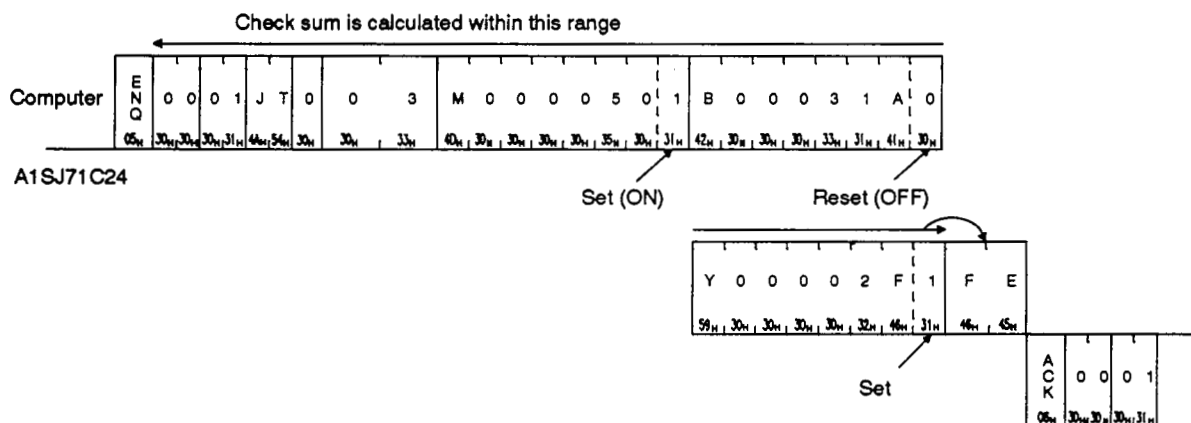 Check sum is calculated within this range
Computer
ENQ 0 0 0 1 J T 0 0 3 M 0 0 0 0 5 0 1 B 0 0 0 3 1 A 0
05H 30H 30H 30H 31H 4AH 54H 30H 30H 33H 4DH 30H 30H 30H 30H 35H 30H 31H 42H 30H 30H 30H 33H 31H 41H 30H
A1SJ71C24
Set (ON)
Reset (OFF)
Y 0 0 0 0 2 F 1 F E
59H 30H 30H 30H 30H 32H 46H 31H 46H 45H
Set
ACK 0 0 0 1
06H 30H 30H 30H 31H